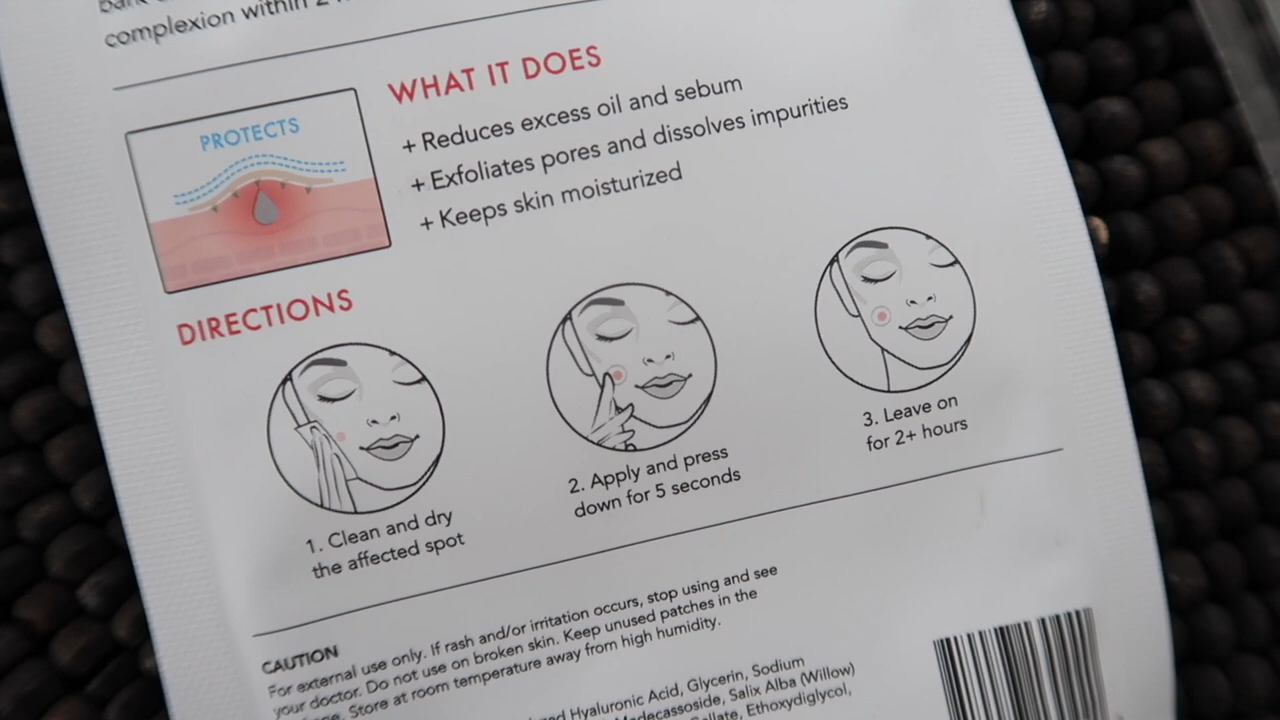 complexion within 2
WHAT IT DOES
+ Reduces excess oil and sebum
+ Exfoliates pores and dissolves impurities
+ Keeps skin moisturized
PROTECTS
DIRECTIONS
1. Clean and dry
the affected spot
2. Apply and press
down for 5 seconds
3. Leave on
for 2+ hours
CAUTION
For external use only. If rash and/or irritation occurs, stop using and see
your doctor. Do not use on broken skin. Keep unused patches in the
Store at room temperature away from high humidity.
Hyaluronic Acid, Glycerin, Sodium
Madecassoside, Salix Alba (Willow)
Ethoxydiglycol,